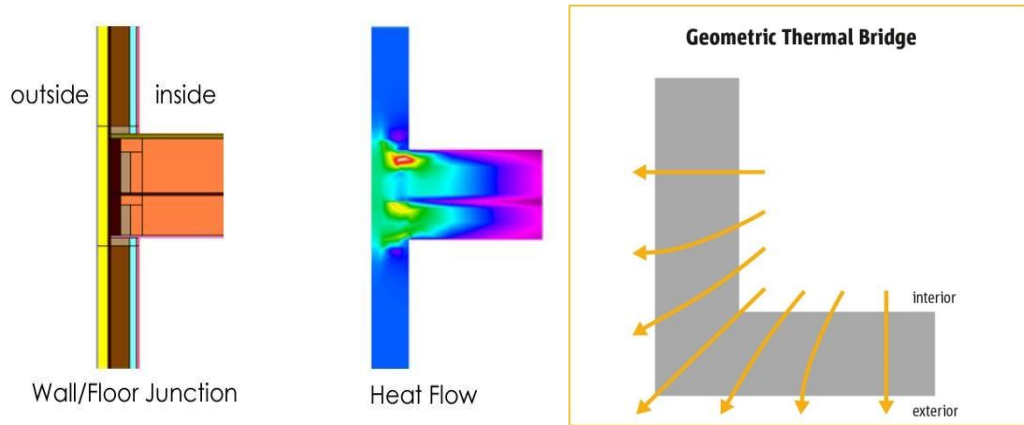 outside
inside
Wall/Floor Junction
Heat Flow
Geometric Thermal Bridge
interior
exterior